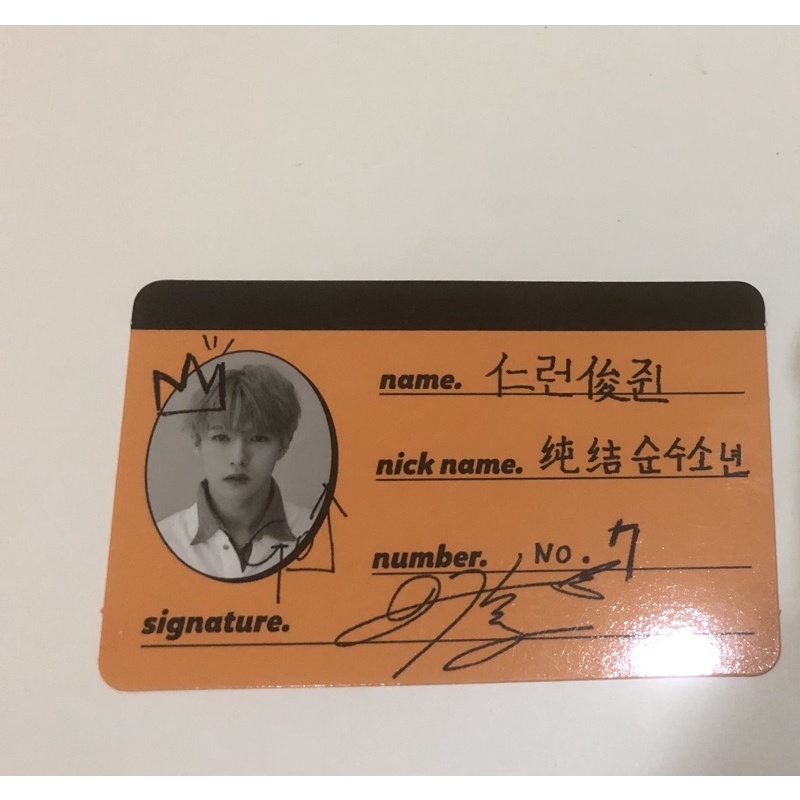 name. 仁런俊쥔
nick name. 纯结순수소년
number. NO. 7
signature.